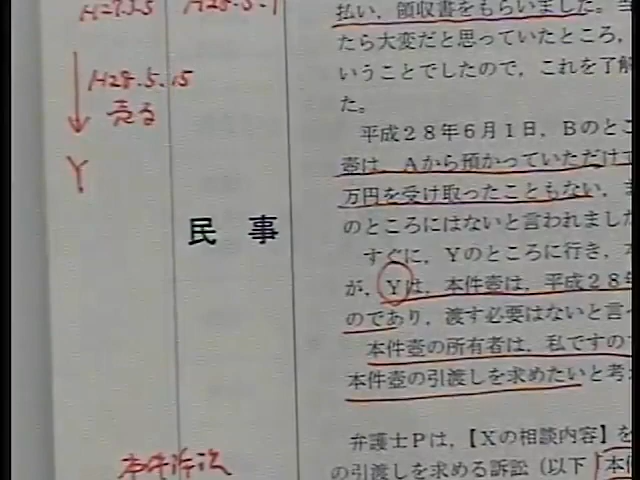 H28.5.15
売る
Y
民事
払い，領収書をもらいました。
たら大変だと思っていたところ，
いうことでしたので，これを了解
た。
平成２８年６月１日，Ｂのとこ
壺は，Ａから預かっていただけで
万円を受け取ったこともない，
のところにはないと言われました
すぐに，Ｙのところに行き，
が，Ｙは，本件壺は，平成２８年
のであり，渡す必要はないと言っ
本件壺の所有者は，私ですので
本件壺の引渡しを求めたいと考
弁護士Ｐは，【Ｘの相談内容】を
の引渡しを求める訴訟（以下「本件
本件訴訟